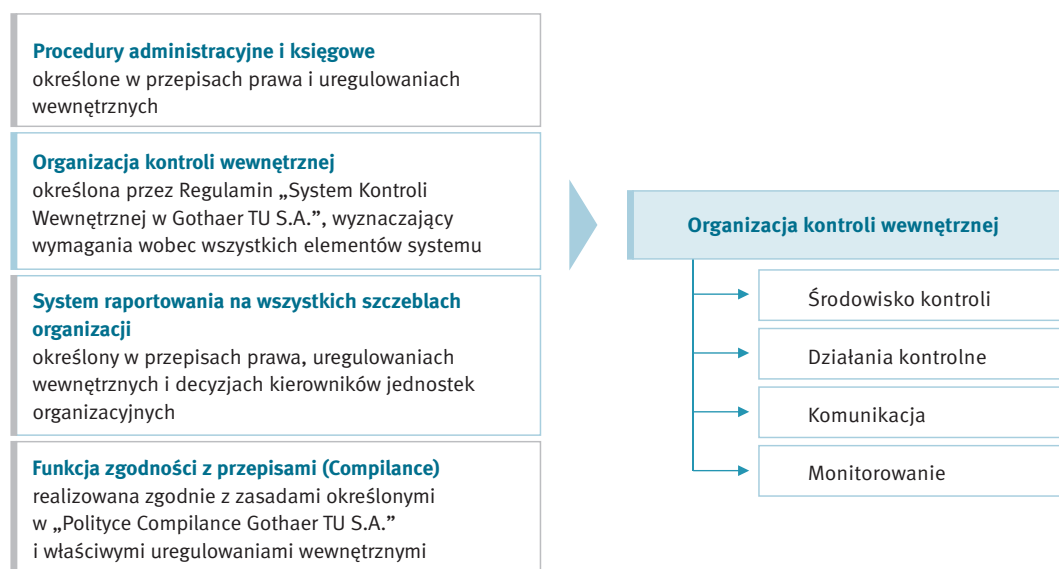 Procedury administracyjne i księgowe
określone w przepisach prawa i uregulowaniach
wewnętrznych
Organizacja kontroli wewnętrznej
określona przez Regulamin „System Kontroli
Wewnętrznej w Gothaer TU S.A.”, wyznaczający
wymagania wobec wszystkich elementów systemu
System raportowania na wszystkich szczeblach
organizacji
określony w przepisach prawa, uregulowaniach
wewnętrznych i decyzjach kierowników jednostek
organizacyjnych
Funkcja zgodności z przepisami (Compilance)
realizowana zgodnie z zasadami określonymi
w „Polityce Compilance Gothaer TU S.A.”
i właściwymi uregulowaniami wewnętrznymi
Organizacja kontroli wewnętrznej
Środowisko kontroli
Działania kontrolne
Komunikacja
Monitorowanie